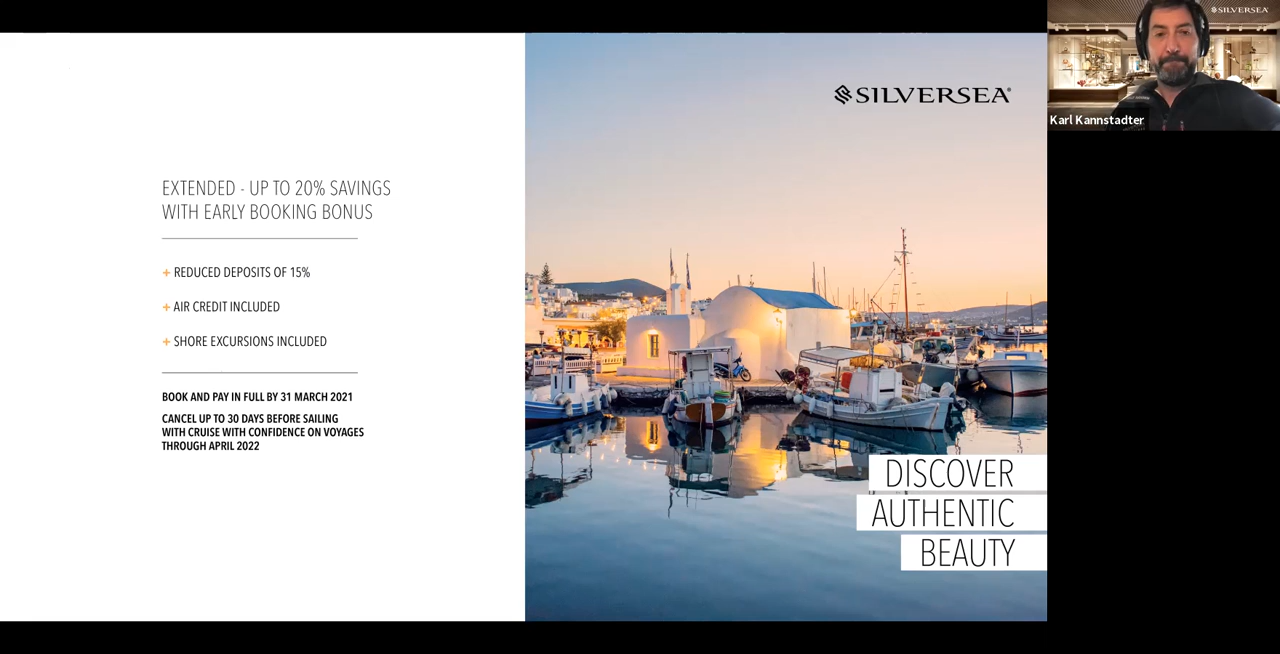 EXTENDED - UP TO 20% SAVINGS
WITH EARLY BOOKING BONUS
+ REDUCED DEPOSITS OF 15%
+ AIR CREDIT INCLUDED
+ SHORE EXCURSIONS INCLUDED
BOOK AND PAY IN FULL BY 31 MARCH 2021
CANCEL UP TO 30 DAYS BEFORE SAILING
WITH CRUISE WITH CONFIDENCE ON VOYAGES
THROUGH APRIL 2022
SILVERSEA®
DISCOVER
AUTHENTIC
BEAUTY
SILVERSEA®
Karl Kannstadter